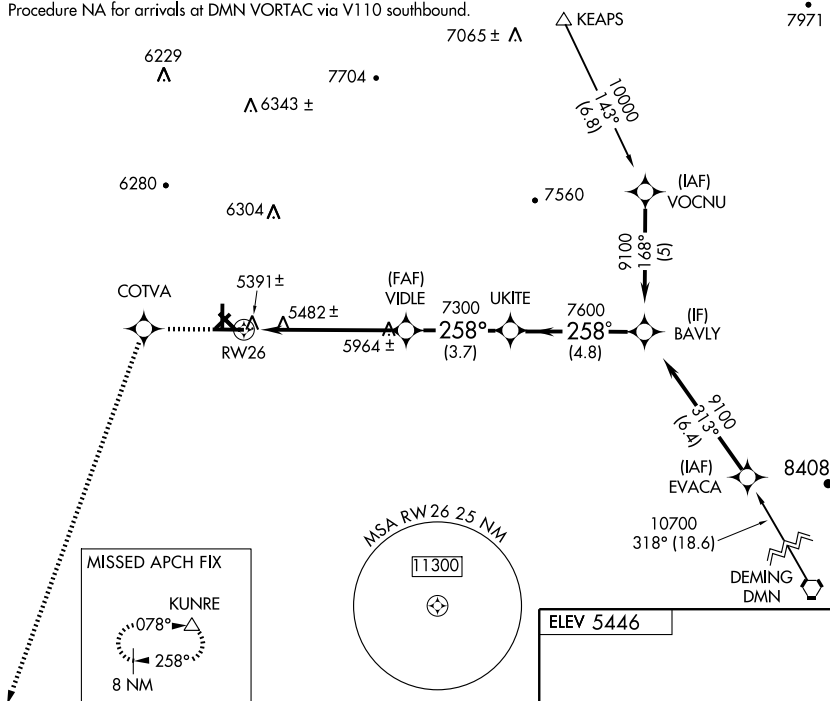 Procedure NA for arrivals at DMN VORTAC via V110 southbound.
7065 ±
KEAPS
7971
6229
7704
6343 ±
10000
143°
(6.8)
6280
6304
7560
(IAF)
VOCNU
9100
168°
(5)
COTVA
5391 ±
5482 ±
(FAF)
VIDLE
7300
258°
(3.7)
UKITE
7600
258°
(4.8)
(IF)
BAVLY
RW26
5964 ±
9100
313°
(6.4)
(IAF)
EVACA
8408
10700
318° (18.6)
DEMING
DMN
MISSED APCH FIX
KUNRE
078°
258°
8 NM
MSA RW26 25 NM
11300
ELEV 5446